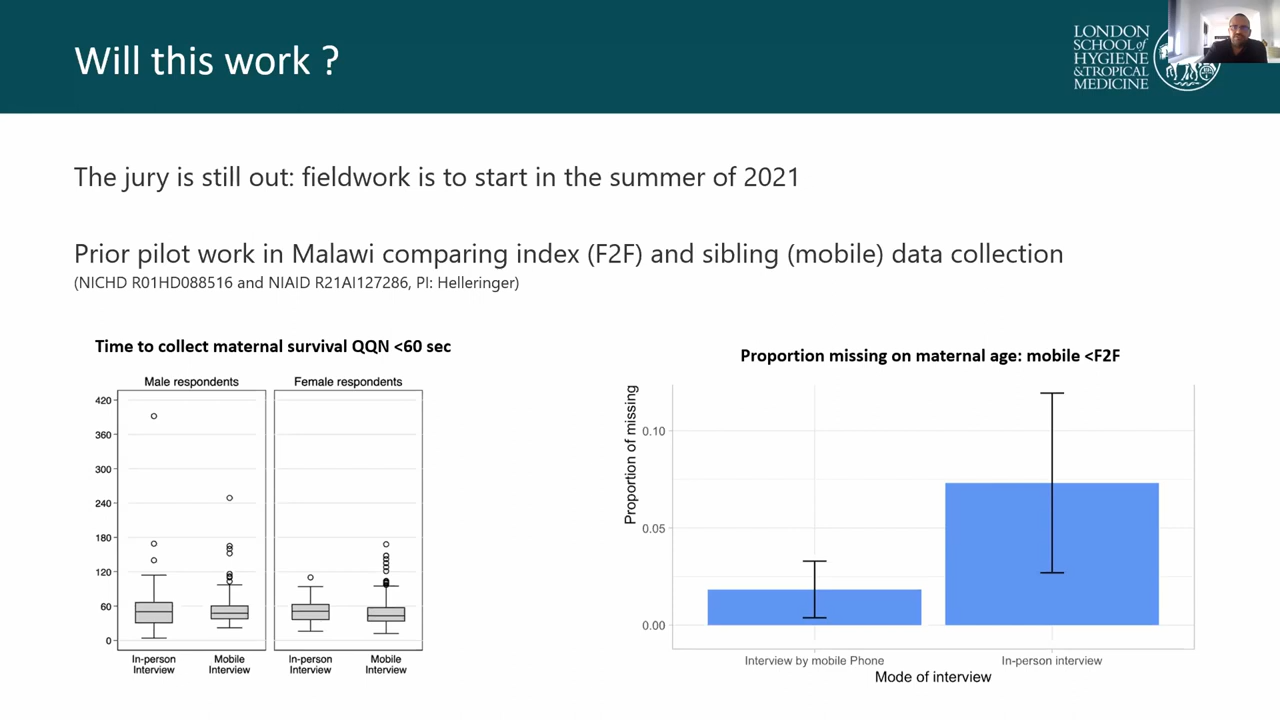 Will this work ?
LONDON
SCHOOL of
HYGIENE
& TROPICAL
MEDICINE
The jury is still out: fieldwork is to start in the summer of 2021
Prior pilot work in Malawi comparing index (F2F) and sibling (mobile) data collection
(NICHD R01HD088516 and NIAID R21AI127286, PI: Helleringer)
Time to collect maternal survival QQN <60 sec
Male respondents
Female respondents
420
360
300
240
180
120
60
0
In-person
Interview
Mobile
Interview
In-person
Interview
Mobile
Interview
Proportion missing on maternal age: mobile <F2F
Proportion of missing
0.10
0.05
0.00
Interview by mobile Phone
In-person interview
Mode of interview